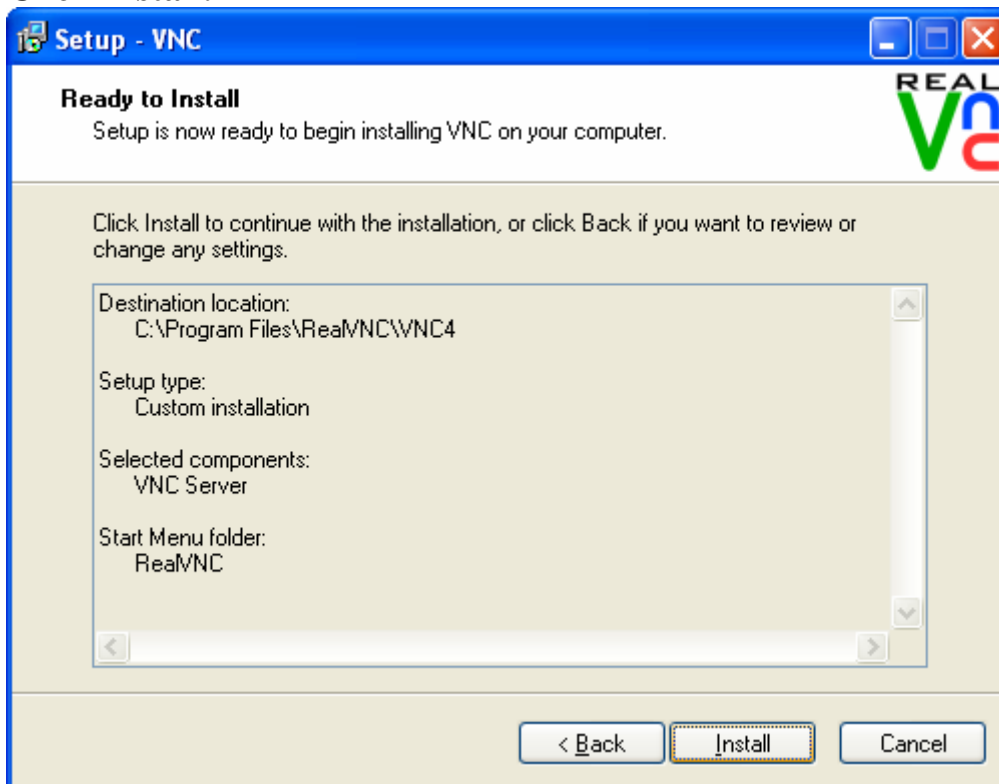 Setup - VNC
Ready to Install
Setup is now ready to begin installing VNC on your computer.
REAL
VNC
Click Install to continue with the installation, or click Back if you want to review or
change any settings.
Destination location:
C:\Program Files\RealVNC\VNC4
Setup type:
Custom installation
Selected components:
VNC Server
Start Menu folder:
RealVNC
< Back
Install
Cancel